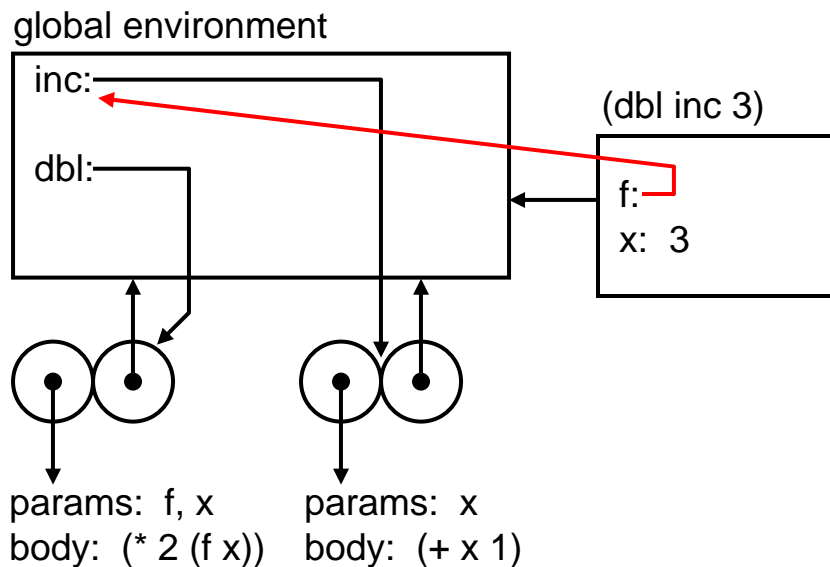 global environment
inc:
dbl:
(dbl inc 3)
f:
x: 3
params: f, x
body: (* 2 (f x))
params: x
body: (+ x 1)